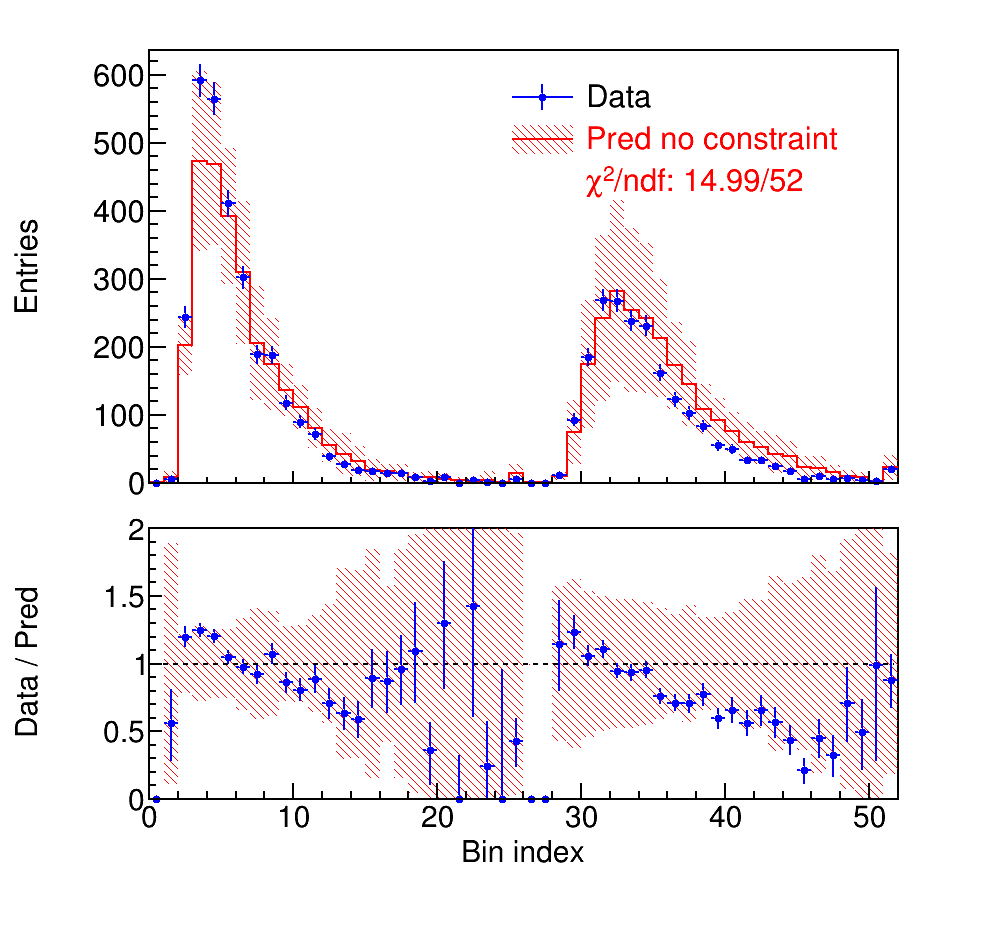 600
500
400
300
200
100
0
Entries
Data
Pred no constraint
χ²/ndf: 14.99/52
2
1.5
1
0.5
0
Data / Pred
0 10 20 30 40 50
Bin index